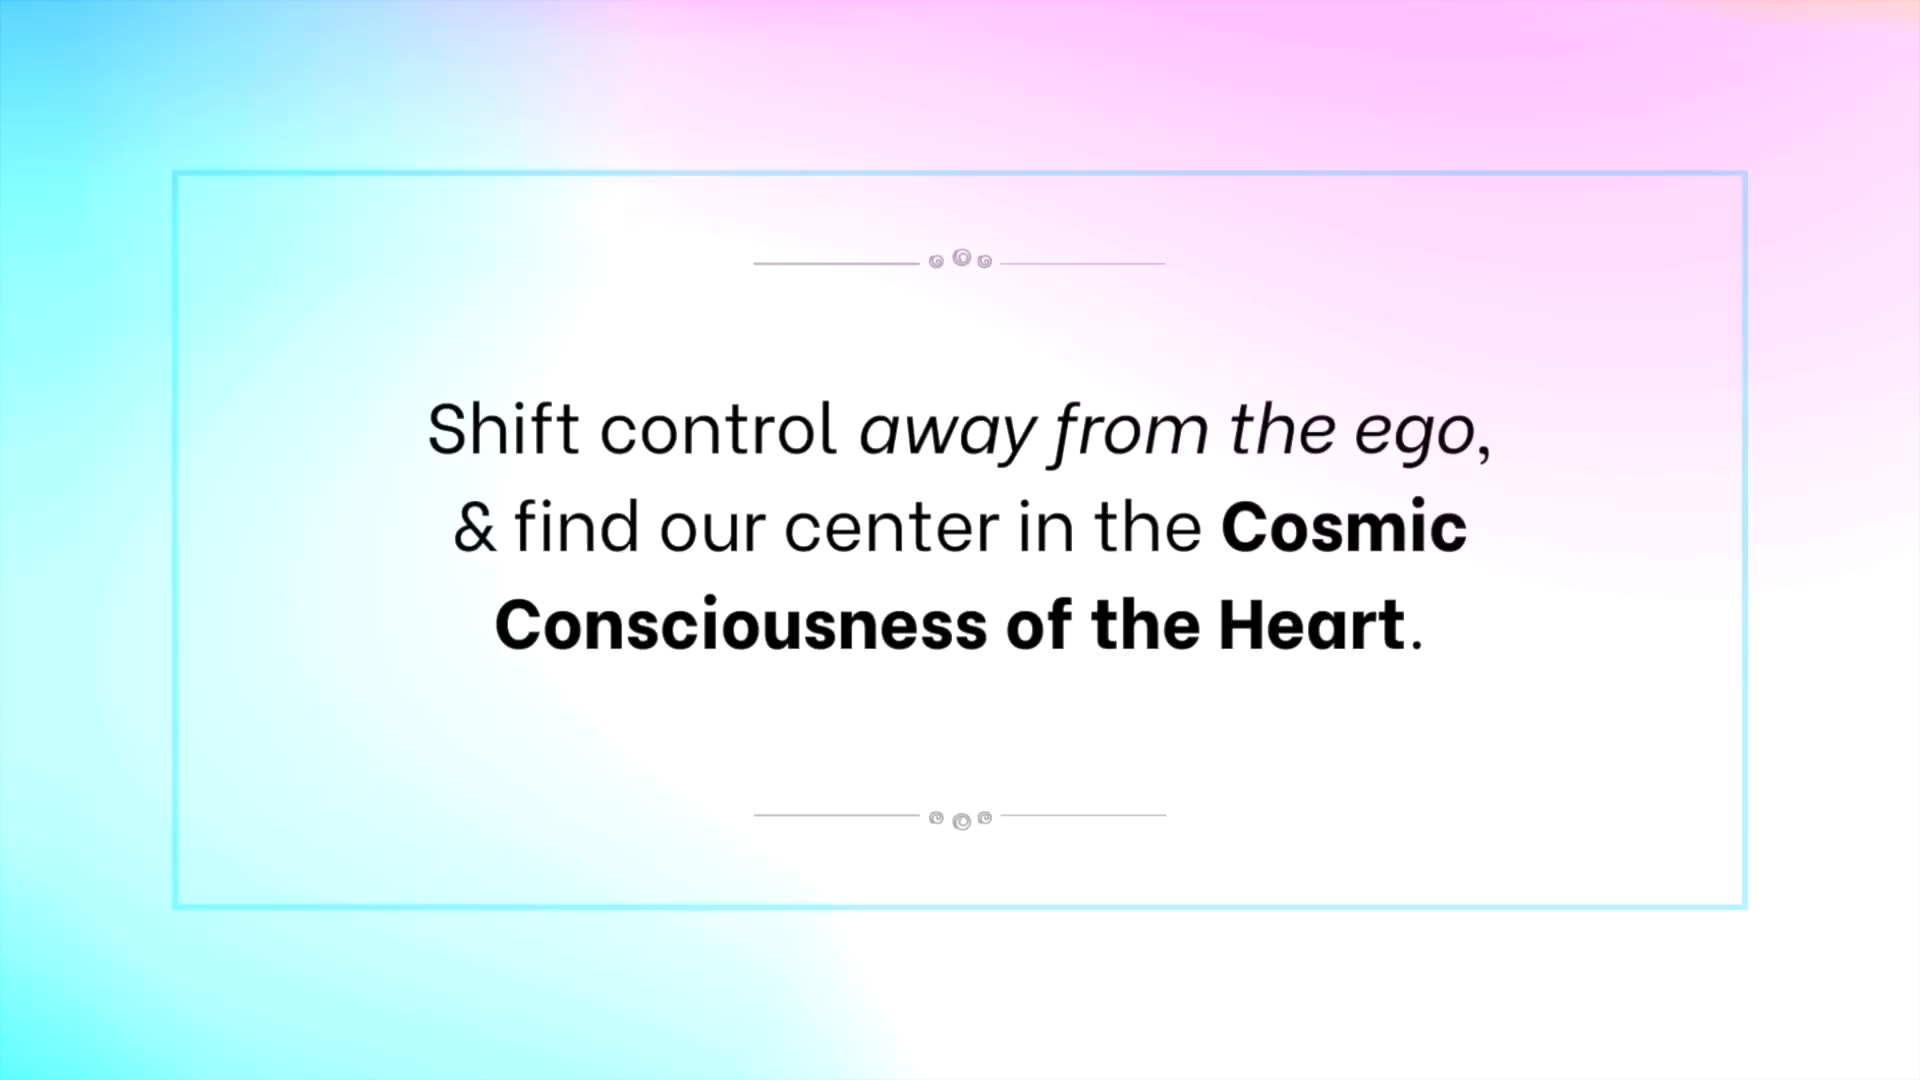 Shift control away from the ego,
& find our center in the Cosmic
Consciousness of the Heart.